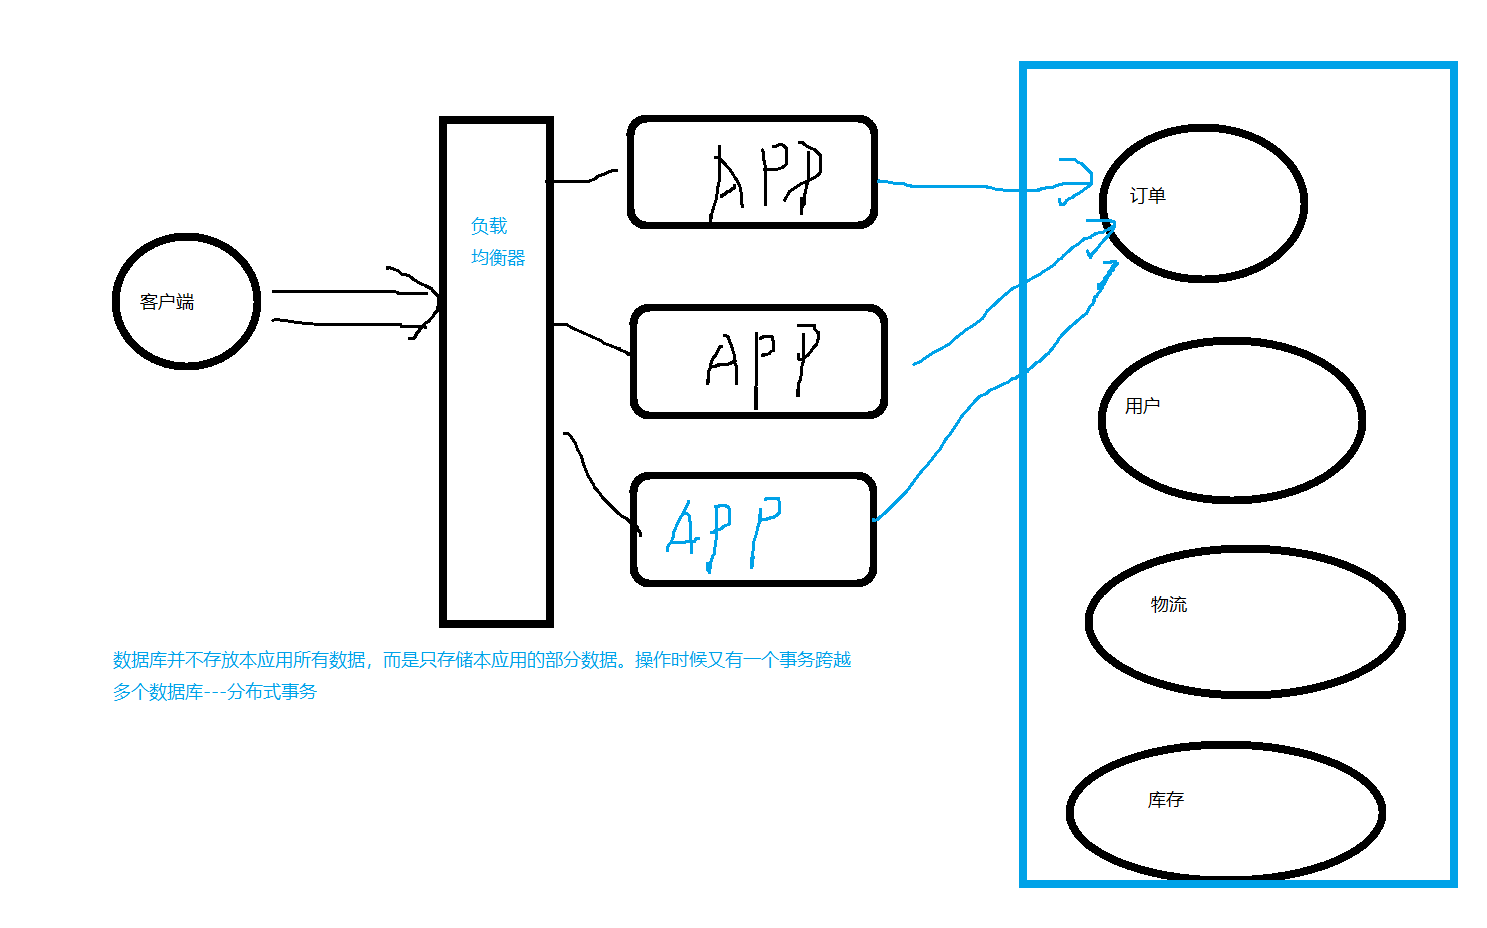 客户端
负载
均衡器
APP
APP
APP
订单
用户
物流
库存
数据库并不存放本应用所有数据，而是只存储本应用的部分数据。操作时候又有一个事务跨越
多个数据库---分布式事务